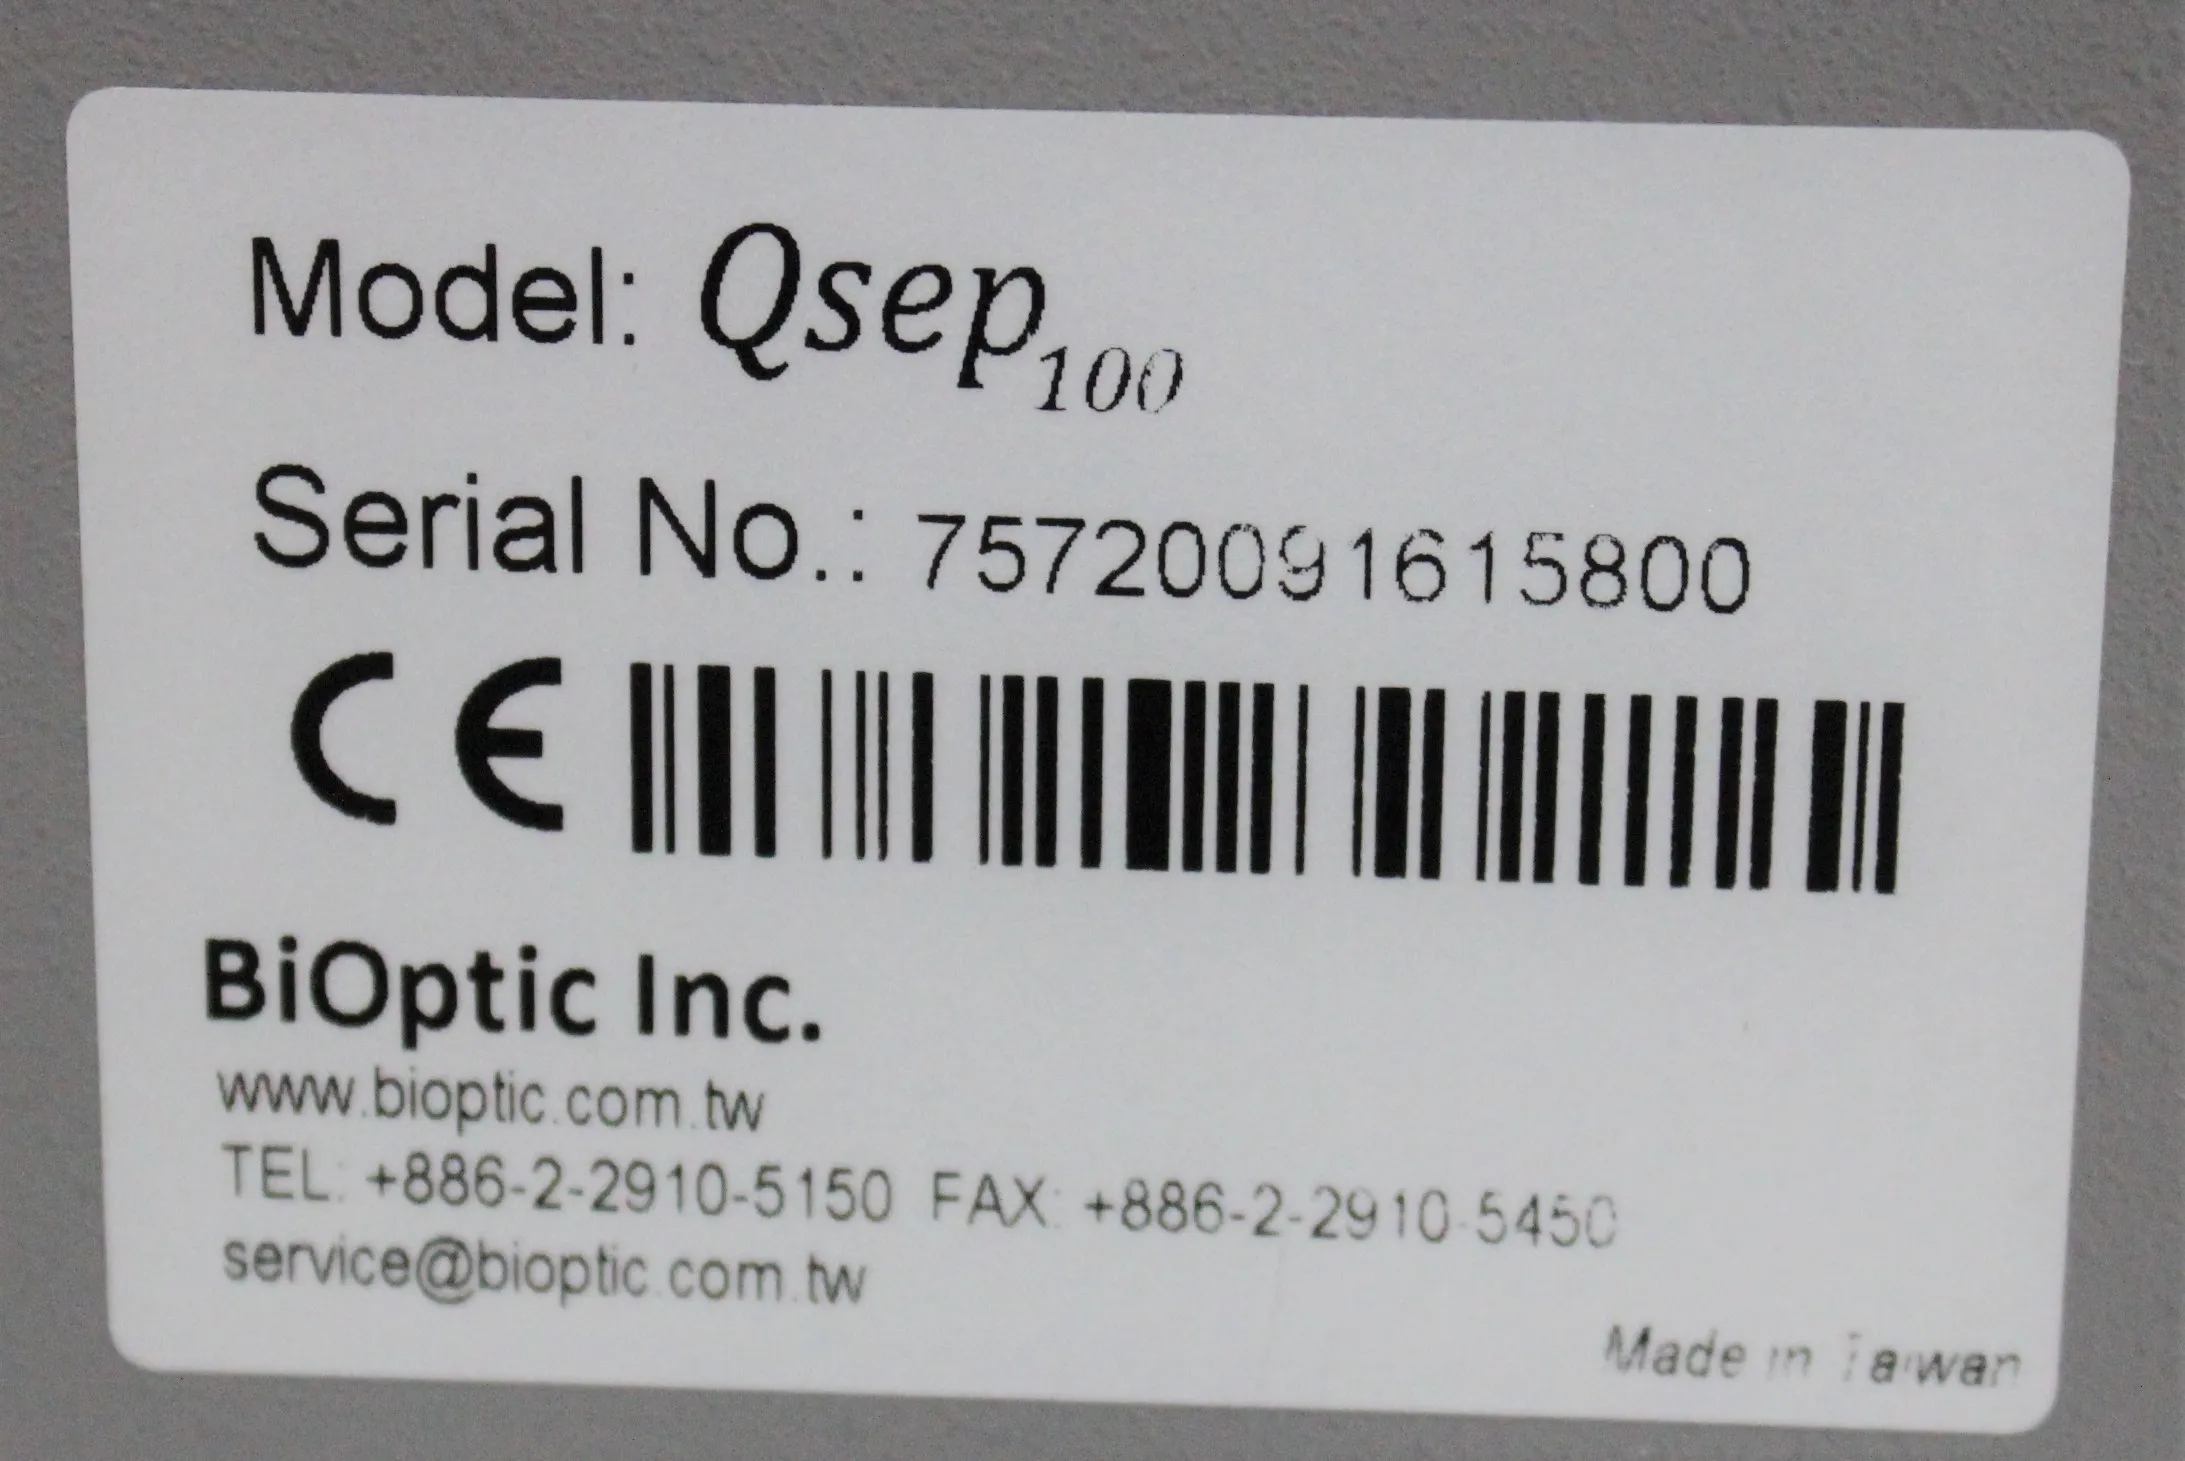 Model: Qsep100
Serial No.: 75720091615800
CE
BiOptic Inc.
www.bioptic.com.tw
TEL: +886-2-2910-5150 FAX: +886-2-2910-5450
service@bioptic.com.tw
Made in Taiwan